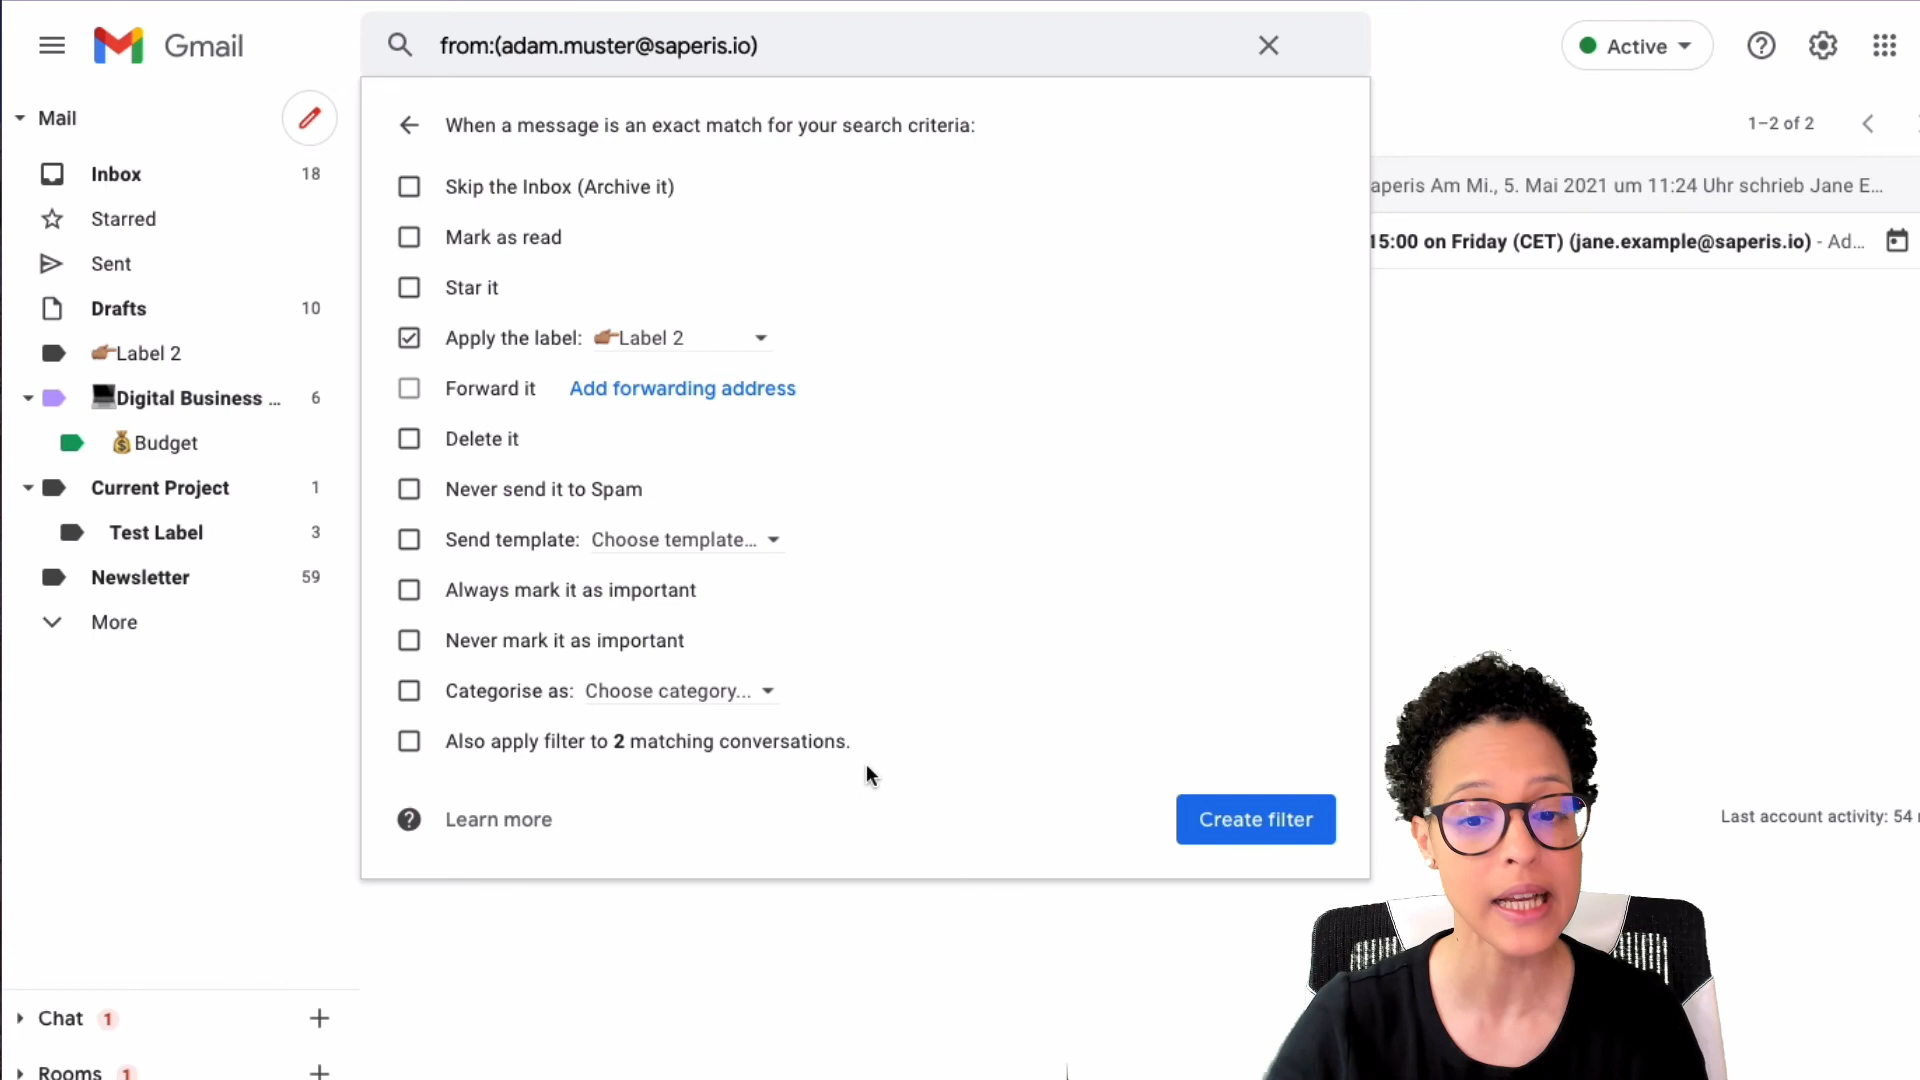 Gmail
from:(adam.muster@saperis.io)
Active
Mail
Inbox 18
Starred
Sent
Drafts 10
Label 2
Digital Business ... 6
Budget
Current Project 1
Test Label 3
Newsletter 59
More
Chat 1
Rooms 1
When a message is an exact match for your search criteria:
Skip the Inbox (Archive it)
Mark as read
Star it
Apply the label: 👉🏽Label 2
Forward it Add forwarding address
Delete it
Never send it to Spam
Send template: Choose template...
Always mark it as important
Never mark it as important
Categorise as: Choose category...
Also apply filter to 2 matching conversations.
Learn more
Create filter
1–2 of 2
aperis Am Mi., 5. Mai 2021 um 11:24 Uhr schrieb Jane E...
15:00 on Friday (CET) (jane.example@saperis.io) - Ad...
Last account activity: 54